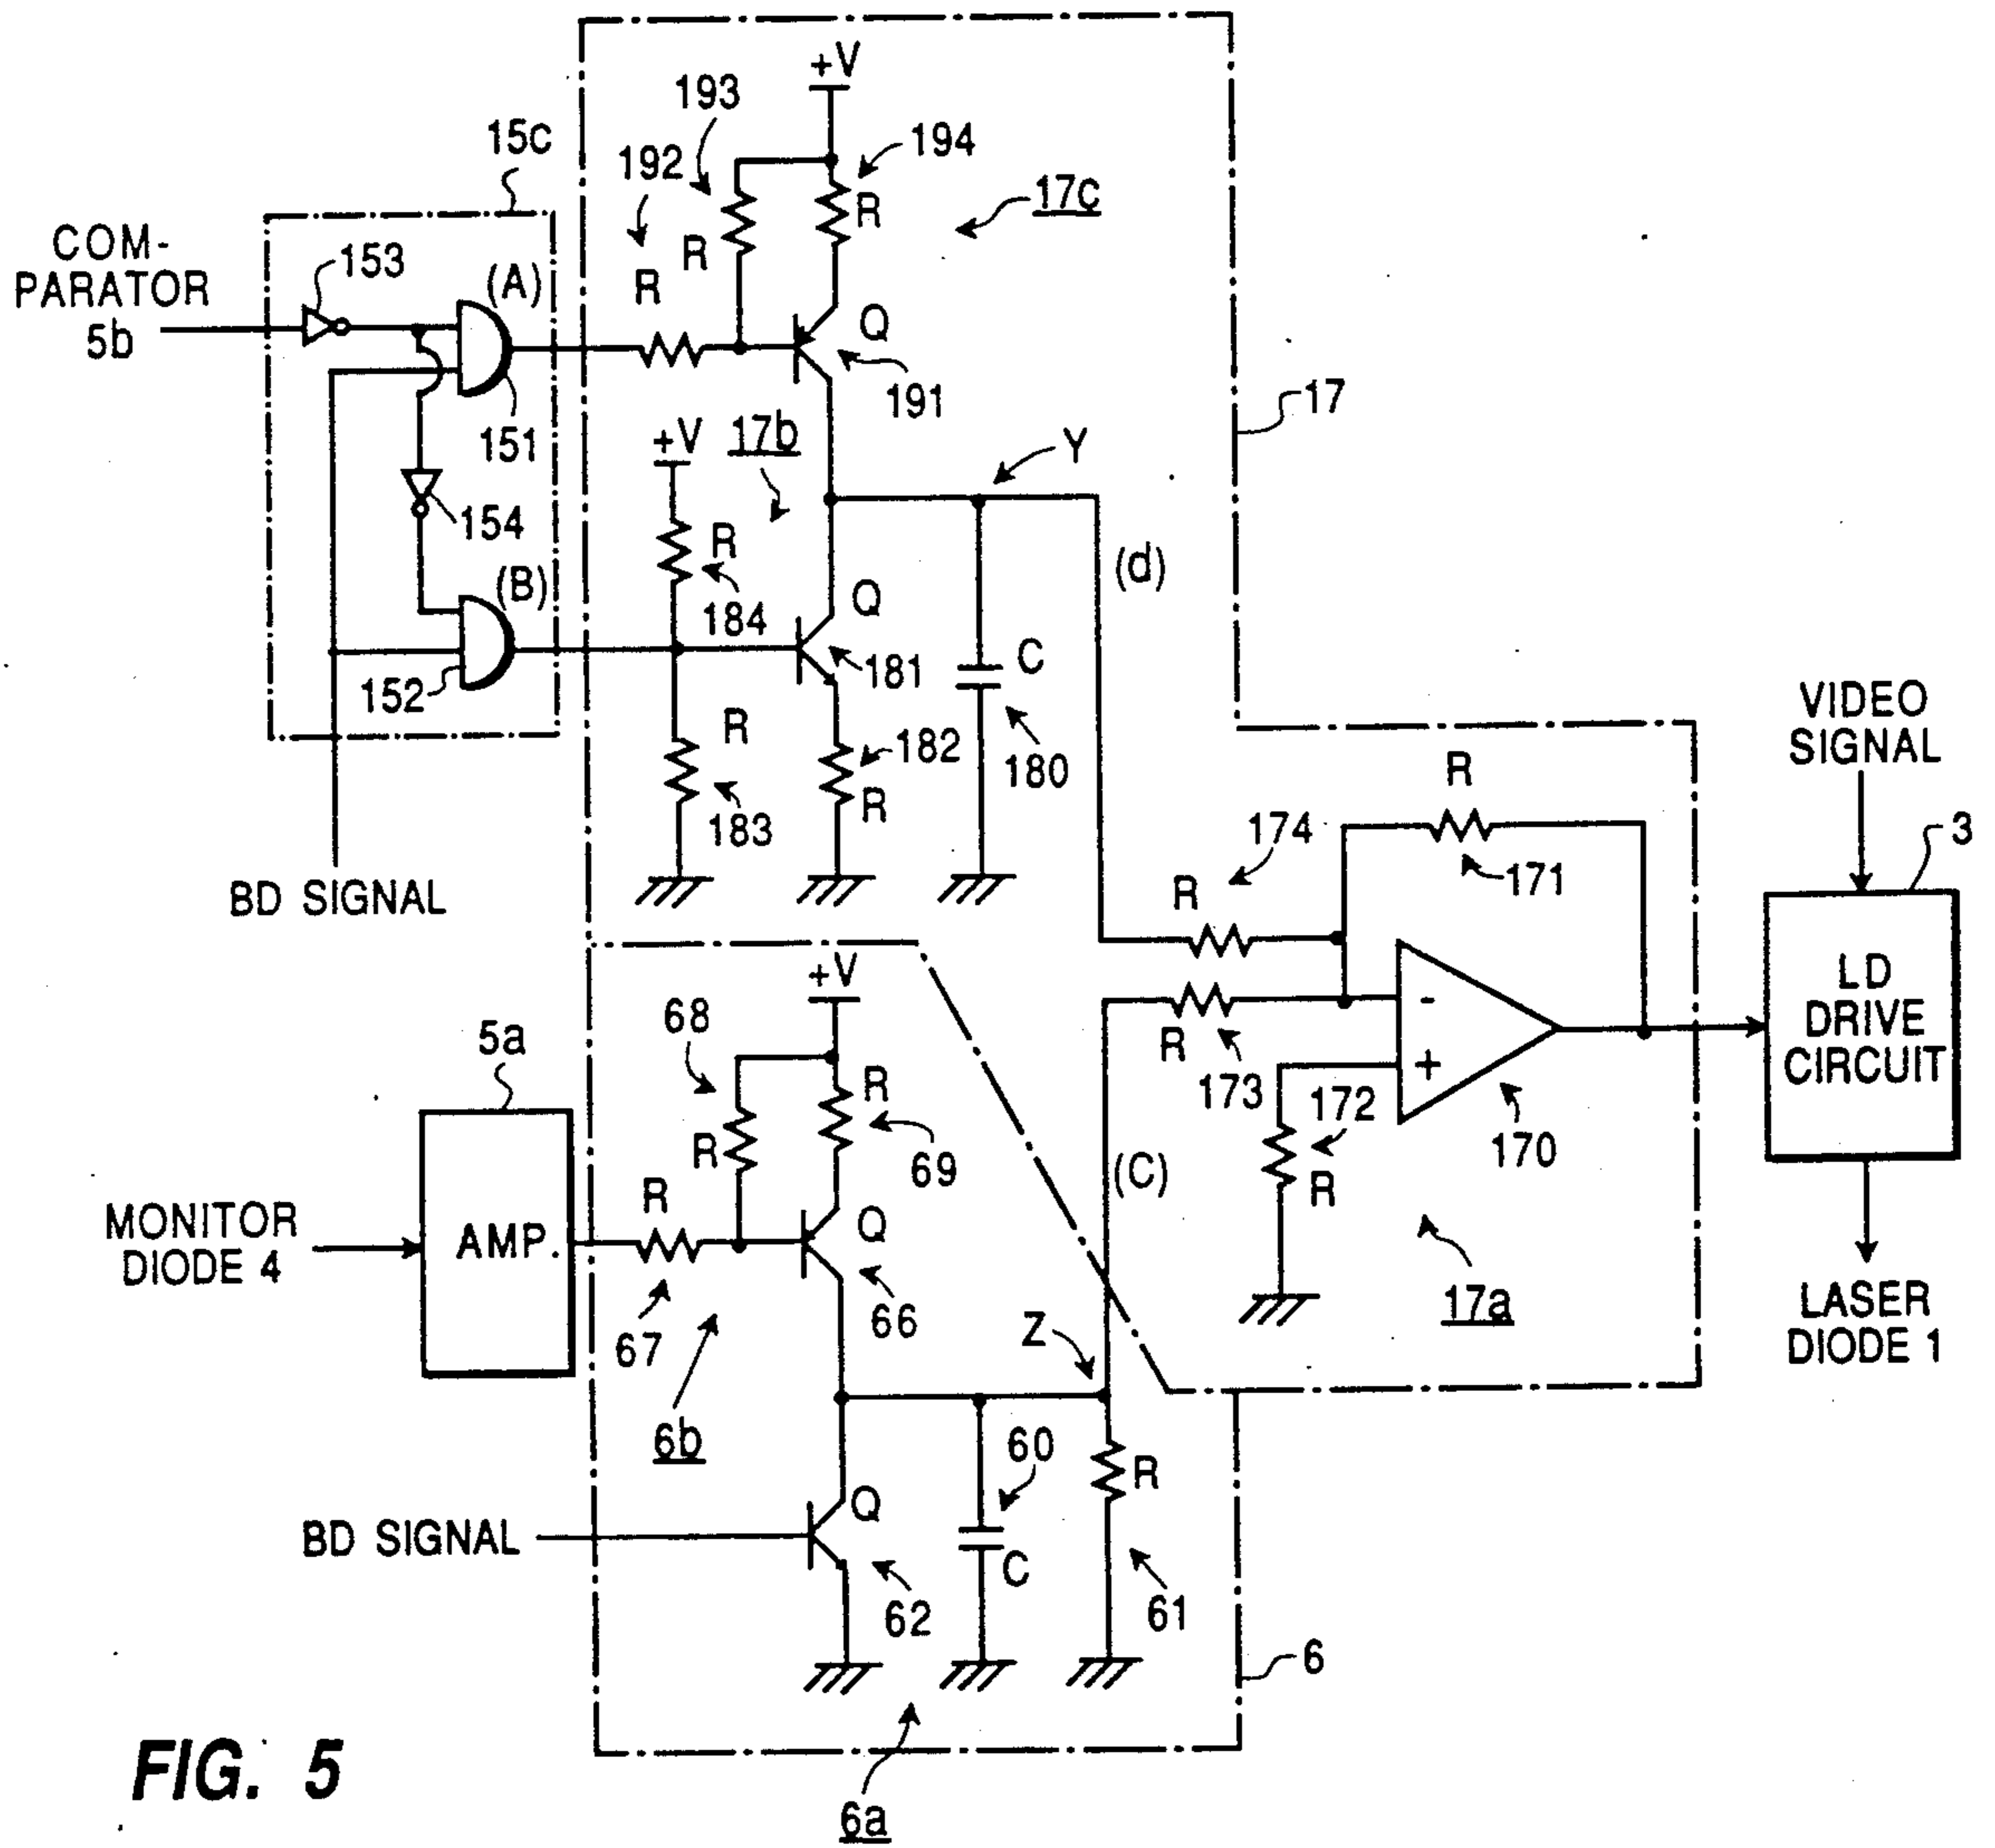 +V
193
194
15c
192
17c
R
R
R
COM-
PARATOR
5b
153
(A)
Q
191
151
17
+V
17b
Y
R
154
(d)
(B)
184
Q
181
C
152
R
182
180
R
183
VIDEO
SIGNAL
BD SIGNAL
R
174
171
3
R
+V
LD
DRIVE
CIRCUIT
68
5a
R
-
R
173
+
172
69
170
R
(C)
R
R
MONITOR
DIODE 4
AMP.
Q
66
17a
LASER
DIODE 1
67
Z
6b
60
R
Q
BD SIGNAL
C
62
61
6
FIG. 5
6a